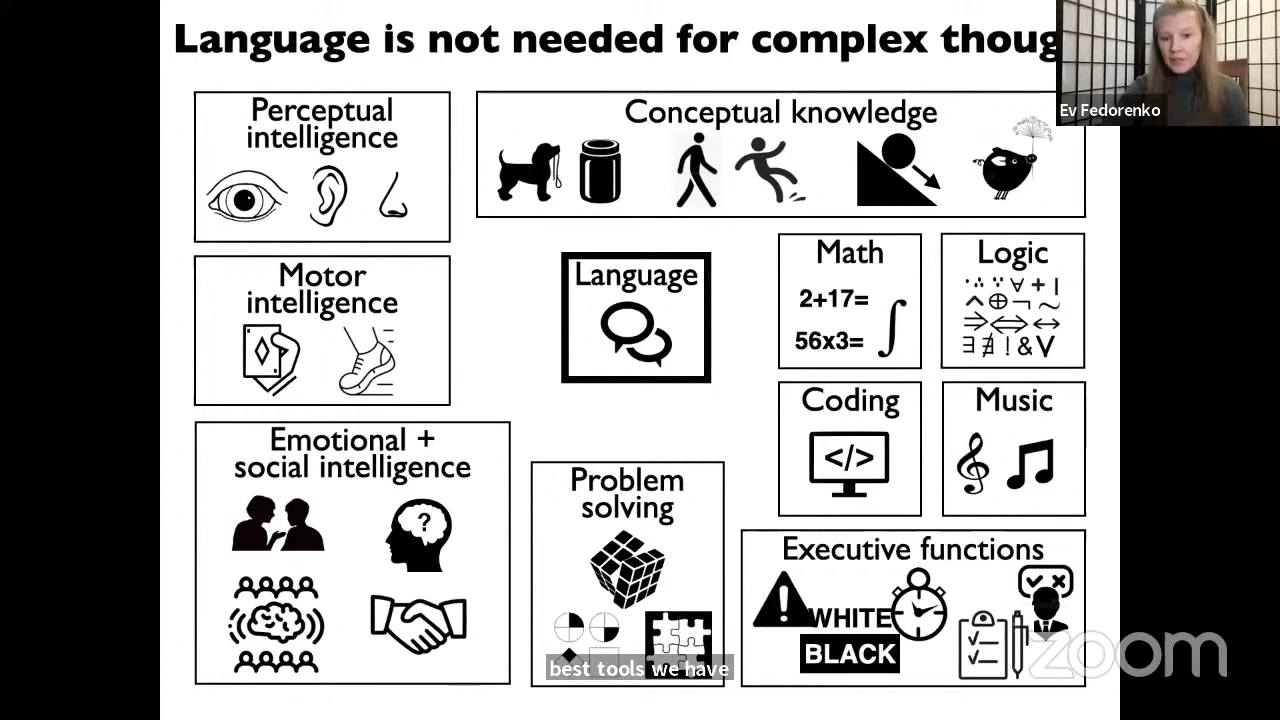 Language is not needed for complex thoug
Ev Fedorenko
Perceptual
intelligence
Conceptual knowledge
Motor
intelligence
Language
Math
2+17=
56x3=
∫
Logic
∀ + |
^ ⊕ ¬ ~
⇒ ⇔ ↔
∃ ∄ ! & V
Coding
</>
Music
Emotional +
social intelligence
?
Problem
solving
Executive functions
!
WHITE
BLACK
best tools we have
zoom